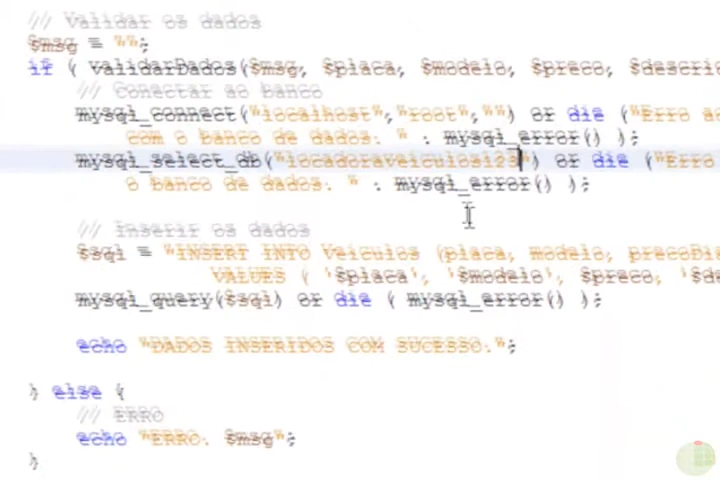 // Validar os dados
$msg = "";
if ( validarDados($msg, $placa, $modelo, $preco, $descri
// Conectar ao banco
mysql_connect("localhost","root","") or die ("Erro ao
com o banco de dados: " . mysql_error() );
mysql_select_db("locadoraveiculos123") or die ("Erro
o banco de dados: " . mysql_error() );
// Inserir os dados
$sql = "INSERT INTO Veiculos (placa, modelo, precoDi
VALUES ( '$placa', '$modelo', $preco, '$de
mysql_query($sql) or die ( mysql_error() );
echo "DADOS INSERIDOS COM SUCESSO.";
} else {
// ERRO
echo "ERRO: $msg";
}